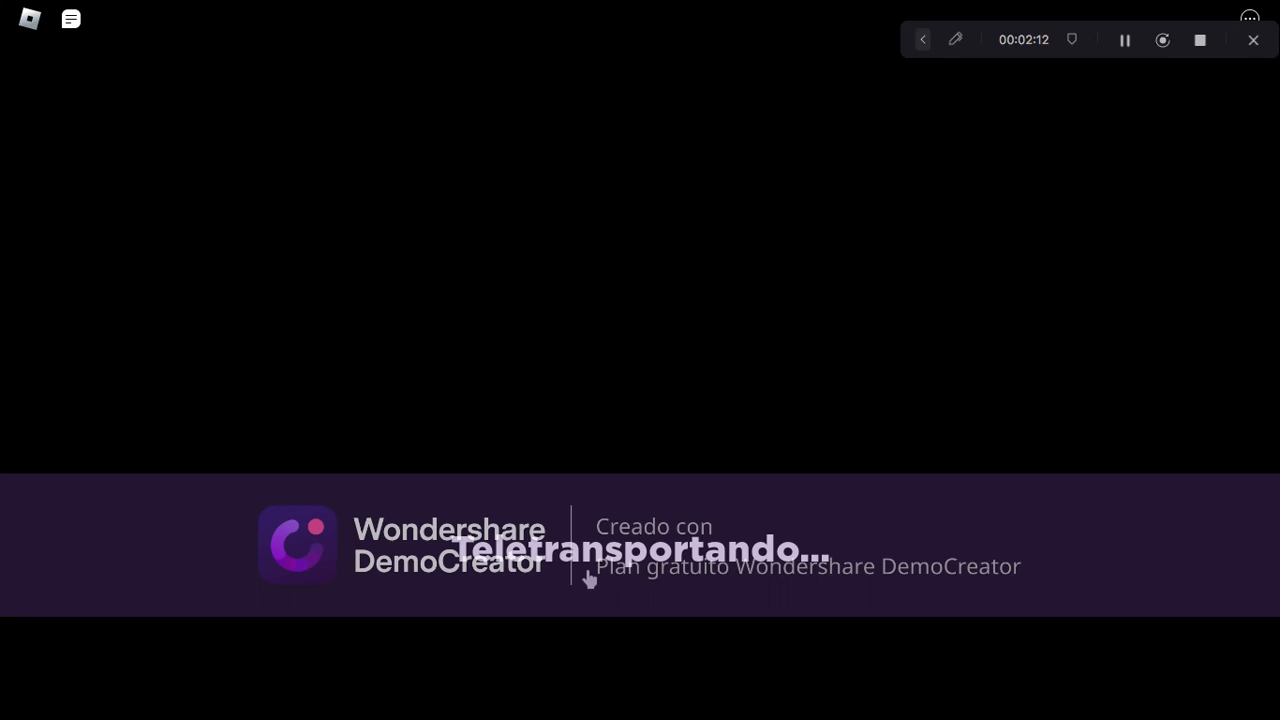 00:02:12
Wondershare
DemoCreator
Creado con
Plan gratuito Wondershare DemoCreator
Teletransportando...